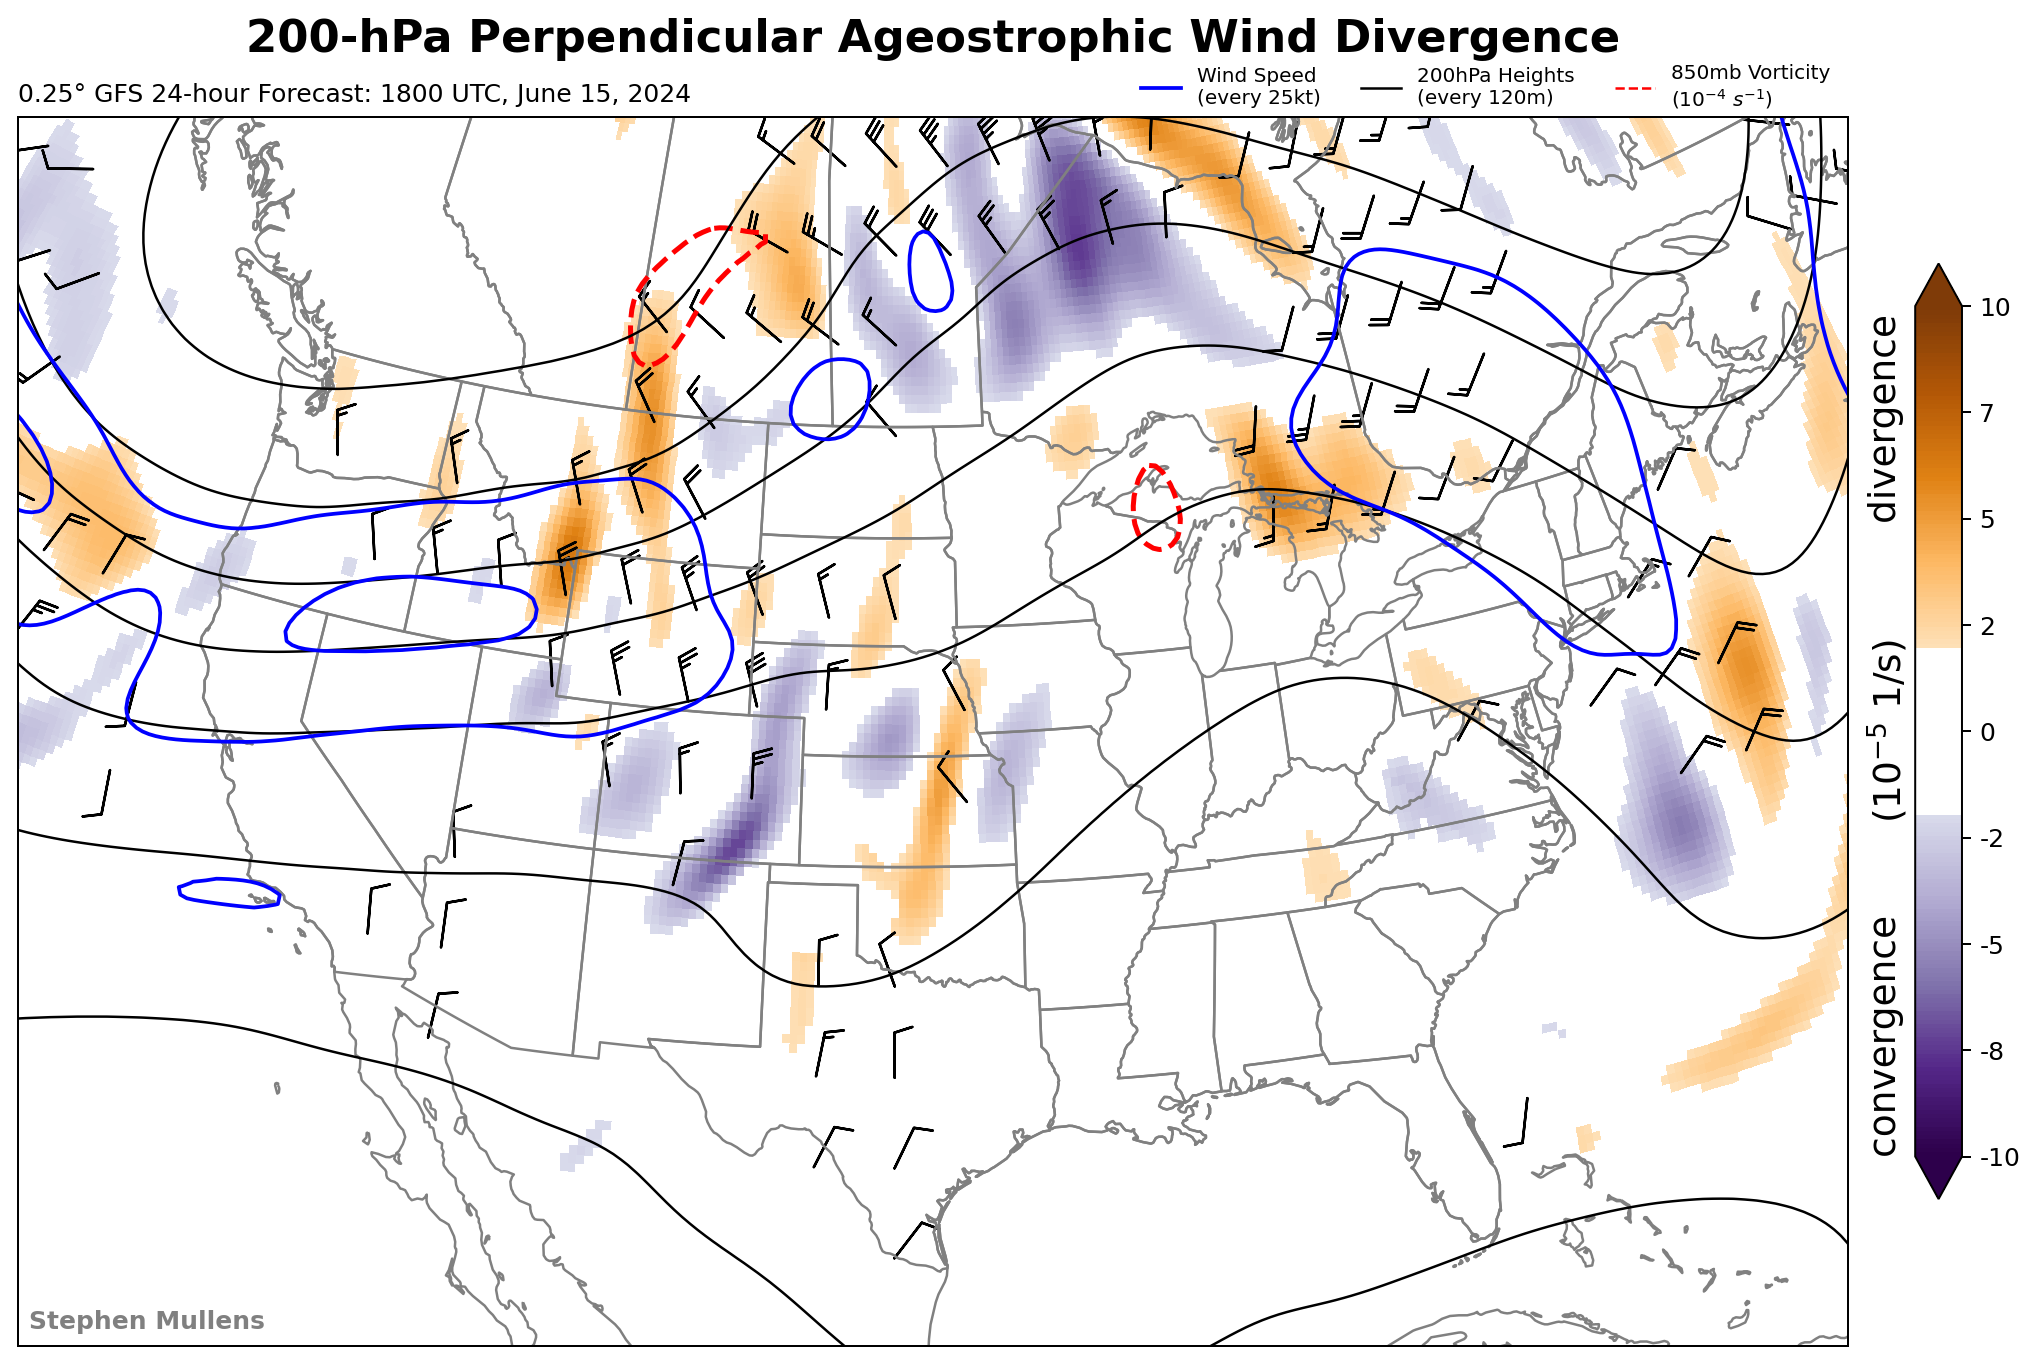 200-hPa Perpendicular Ageostrophic Wind Divergence
0.25° GFS 24-hour Forecast: 1800 UTC, June 15, 2024
Wind Speed
(every 25kt)
200hPa Heights
(every 120m)
850mb Vorticity
(10⁻⁴ s⁻¹)
10
7
5
2
0
-2
-5
-8
-10
convergence (10⁻⁵ 1/s) divergence
Stephen Mullens